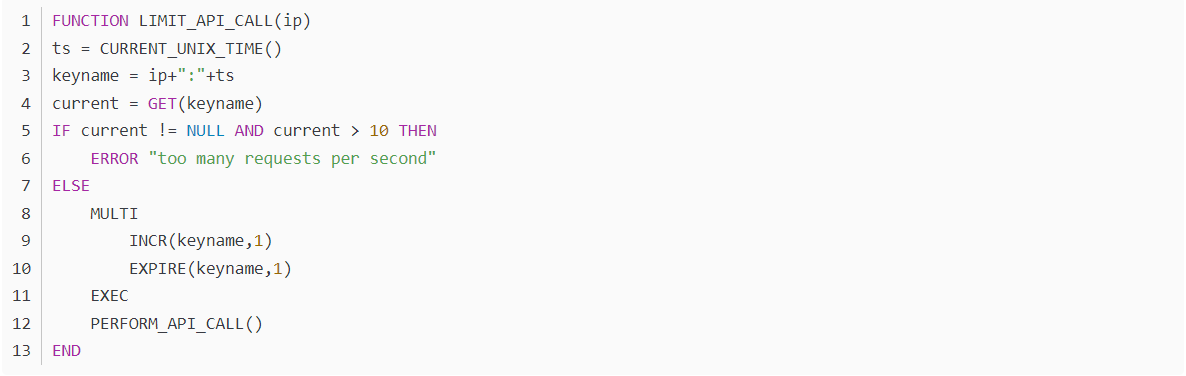 1 FUNCTION LIMIT_API_CALL(ip)
2 ts = CURRENT_UNIX_TIME()
3 keyname = ip+":"+ts
4 current = GET(keyname)
5 IF current != NULL AND current > 10 THEN
6     ERROR "too many requests per second"
7 ELSE
8     MULTI
9         INCR(keyname,1)
10         EXPIRE(keyname,1)
11     EXEC
12     PERFORM_API_CALL()
13 END